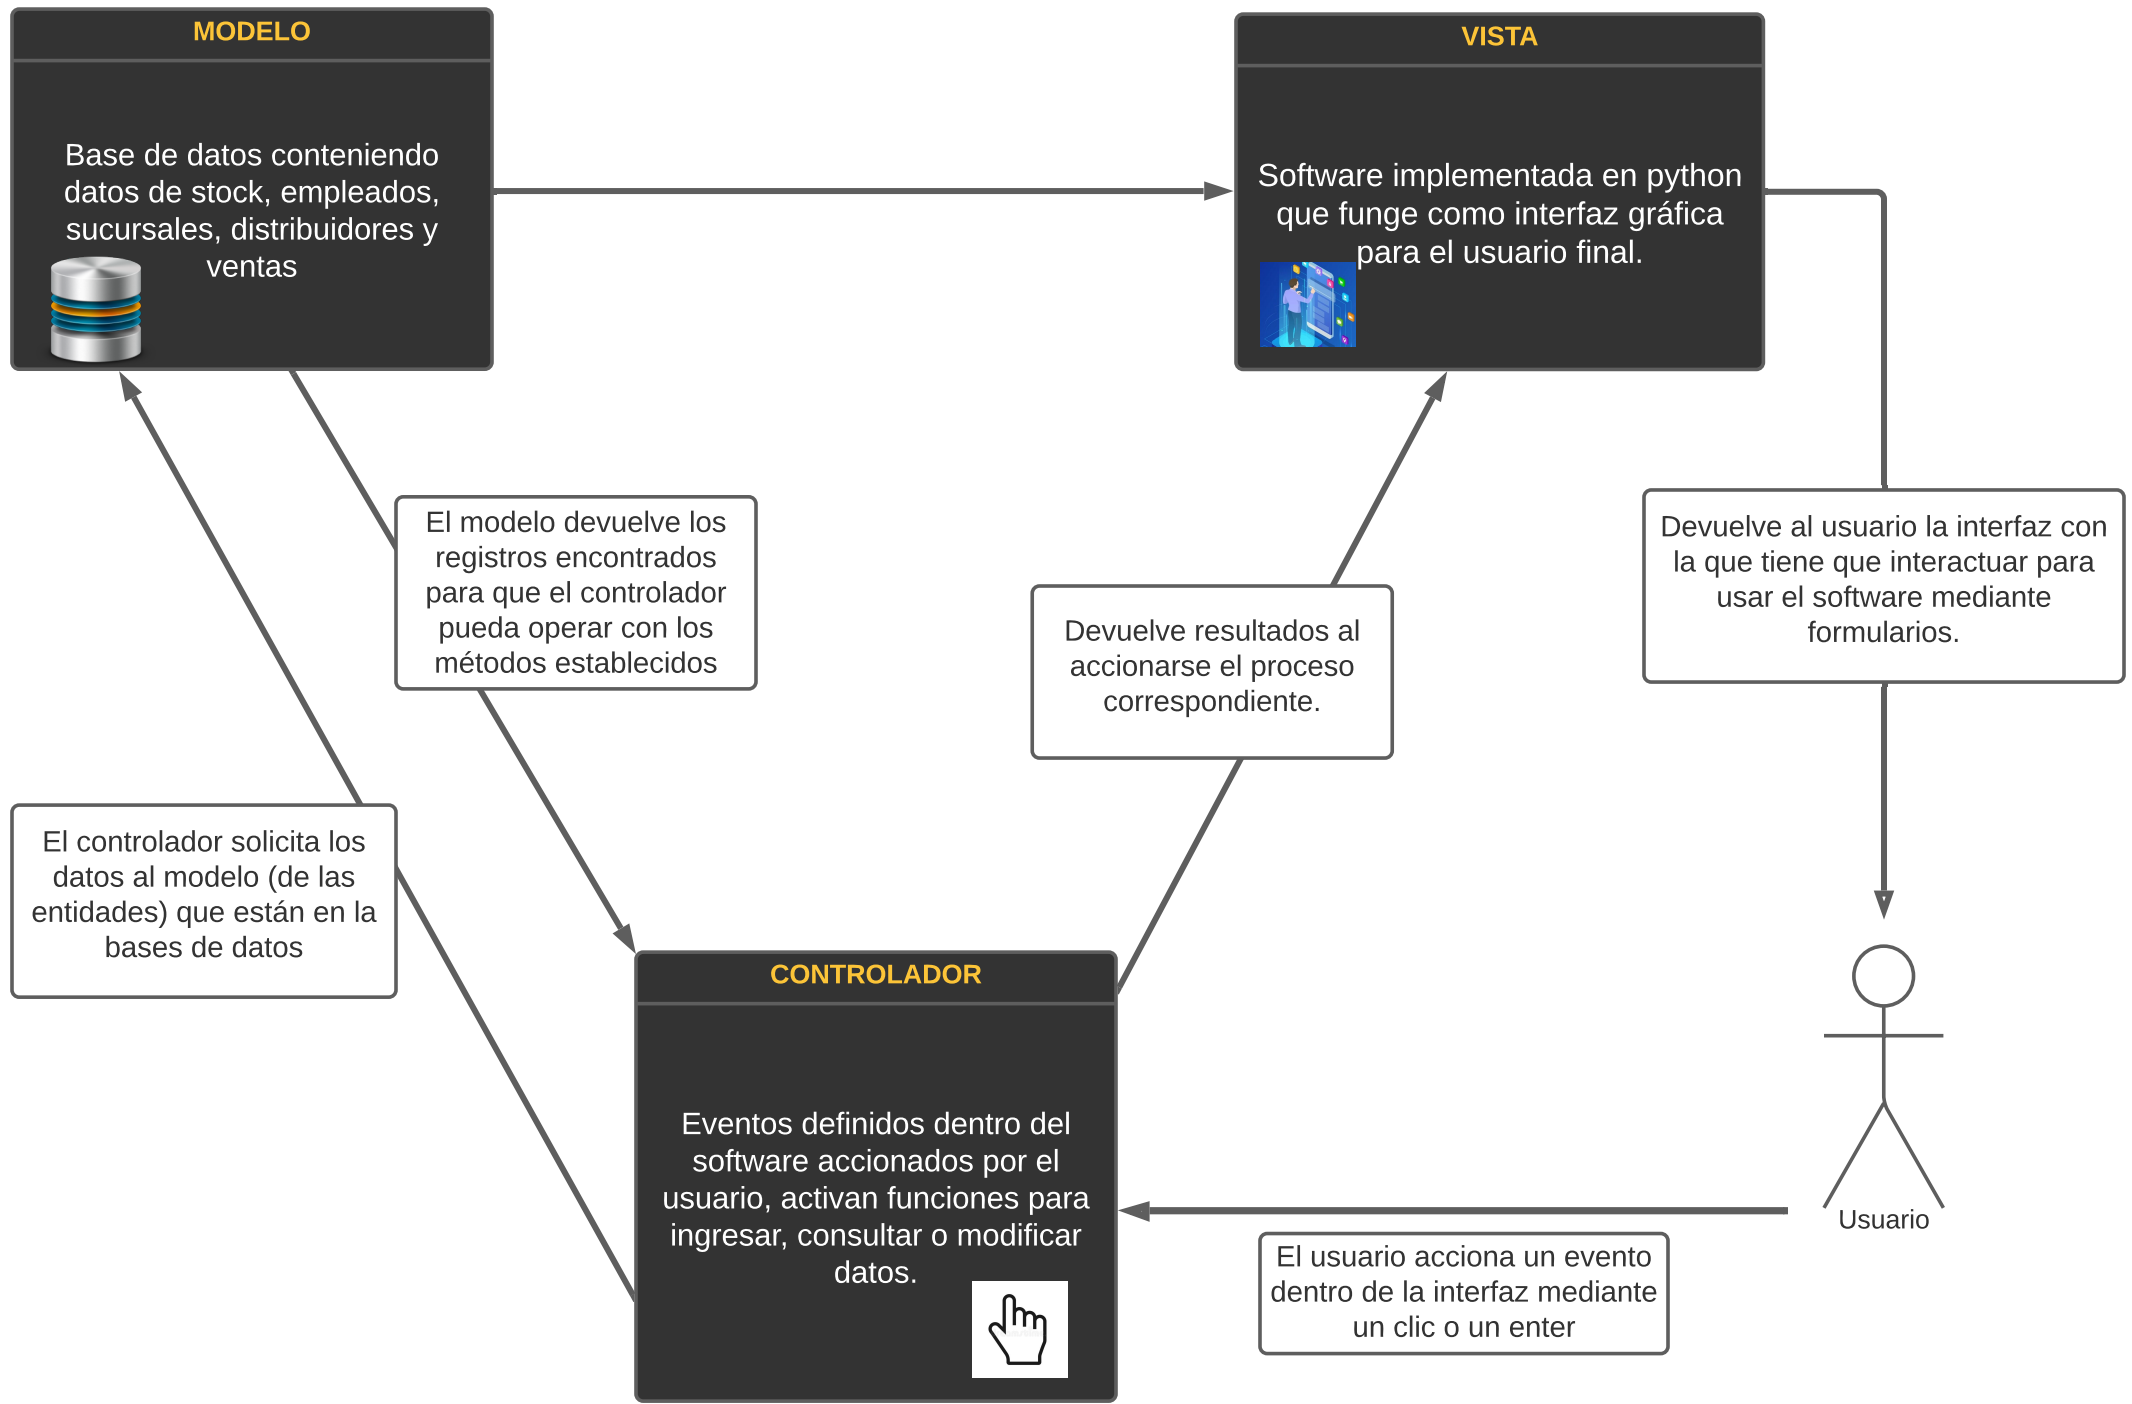 MODELO
Base de datos conteniendo
datos de stock, empleados,
sucursales, distribuidores y
ventas
VISTA
Software implementada en python
que funge como interfaz gráfica
para el usuario final.
El modelo devuelve los
registros encontrados
para que el controlador
pueda operar con los
métodos establecidos
Devuelve resultados al
accionarse el proceso
correspondiente.
Devuelve al usuario la interfaz con
la que tiene que interactuar para
usar el software mediante
formularios.
El controlador solicita los
datos al modelo (de las
entidades) que están en la
bases de datos
CONTROLADOR
Eventos definidos dentro del
software accionados por el
usuario, activan funciones para
ingresar, consultar o modificar
datos.
Usuario
El usuario acciona un evento
dentro de la interfaz mediante
un clic o un enter